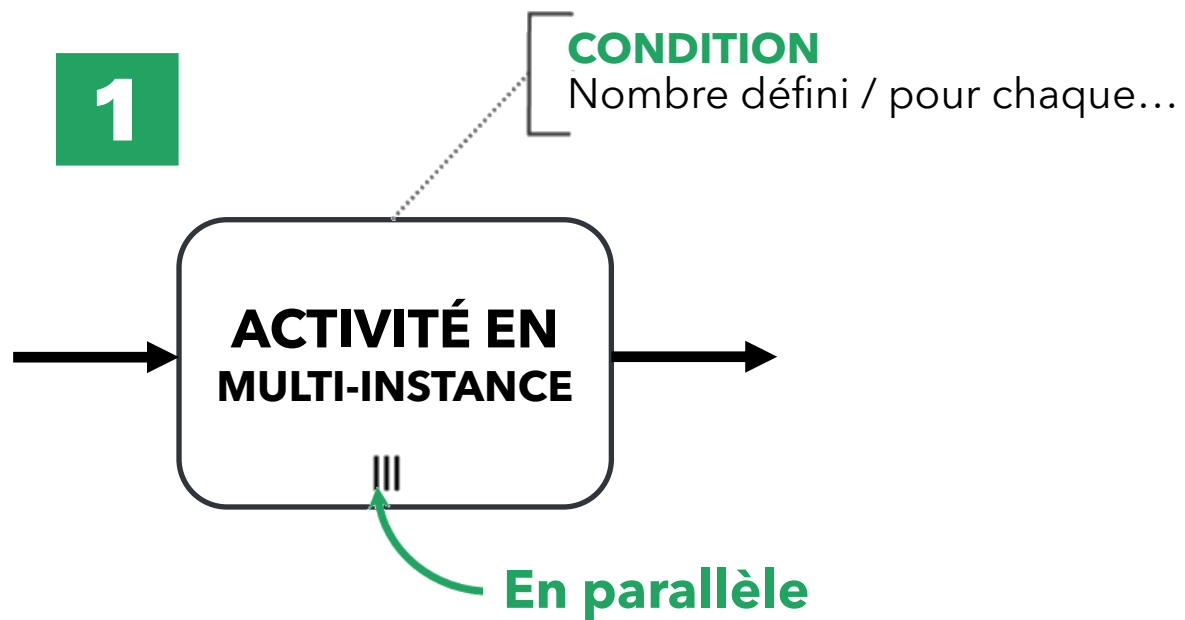 1
CONDITION
Nombre défini / pour chaque…
ACTIVITÉ EN
MULTI-INSTANCE
En parallèle